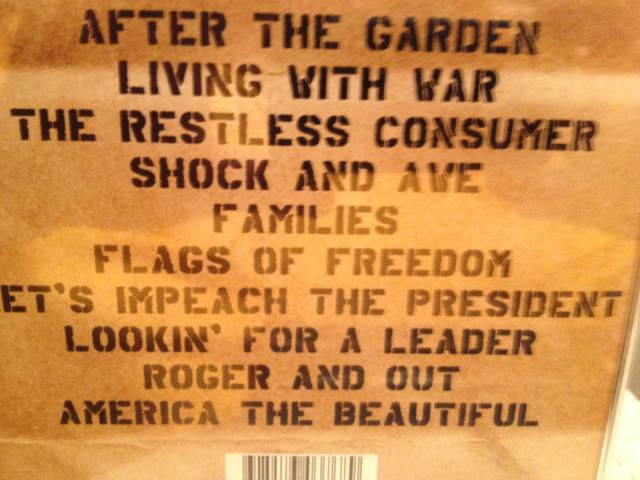 AFTER THE GARDEN
LIVING WITH WAR
THE RESTLESS CONSUMER
SHOCK AND AWE
FAMILIES
FLAGS OF FREEDOM
ET'S IMPEACH THE PRESIDENT
LOOKIN' FOR A LEADER
ROGER AND OUT
AMERICA THE BEAUTIFUL